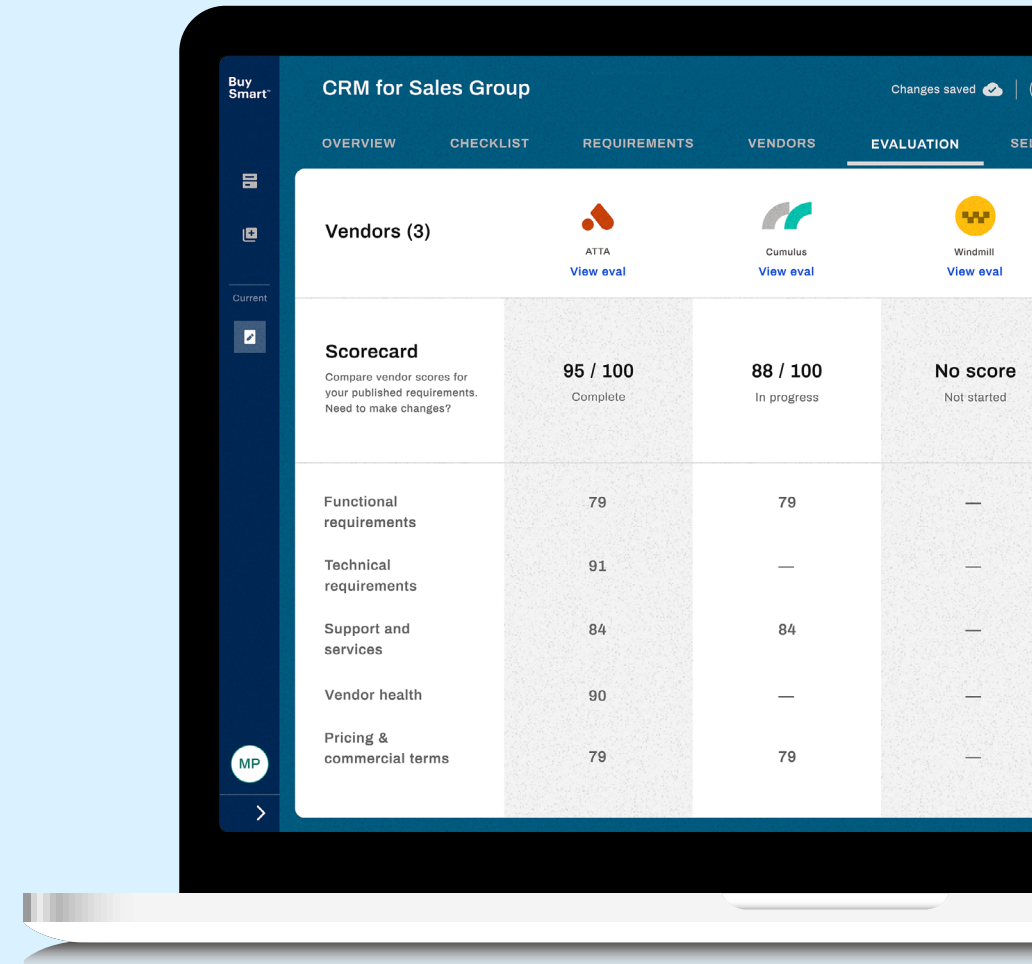 Buy
Smart™
CRM for Sales Group
Changes saved
OVERVIEW CHECKLIST REQUIREMENTS VENDORS EVALUATION
Current
Vendors (3)
ATTA
View eval
Cumulus
View eval
Windmill
View eval
Scorecard
Compare vendor scores for
your published requirements.
Need to make changes?
95 / 100
Complete
88 / 100
In progress
No score
Not started
Functional
requirements
79 79 —
Technical
requirements
91 — —
Support and
services
84 84 —
Vendor health
90 — —
Pricing &
commercial terms
79 79 —
MP